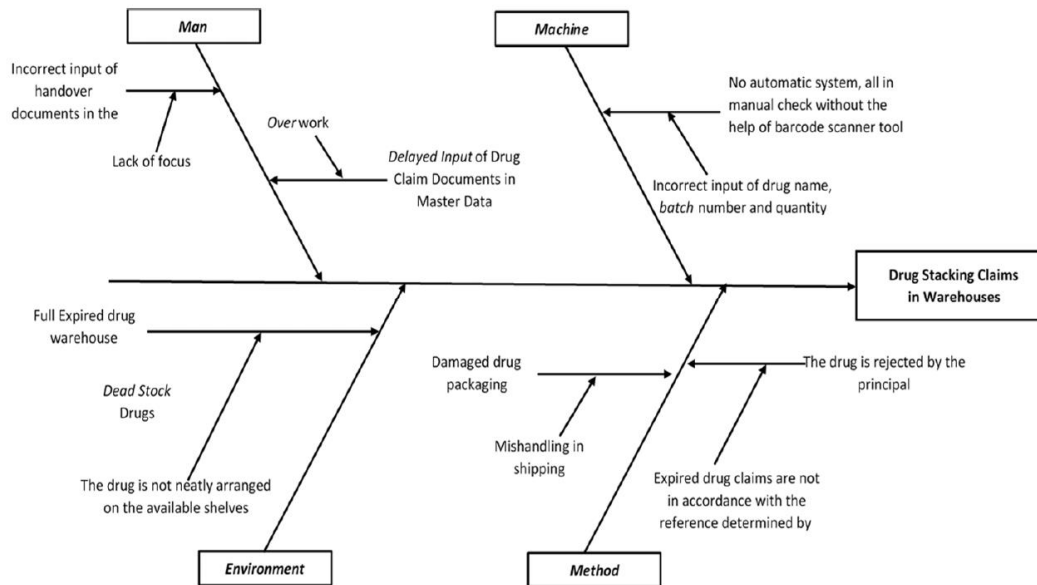 Man
Machine
Incorrect input of
handover
documents in the
Lack of focus
Over work
Delayed Input of Drug
Claim Documents in
Master Data
No automatic system, all in
manual check without the
help of barcode scanner tool
Incorrect input of drug name,
batch number and quantity
Drug Stacking Claims
in Warehouses
Full Expired drug
warehouse
Dead Stock
Drugs
The drug is not neatly arranged
on the available shelves
Damaged drug
packaging
Mishandling in
shipping
The drug is rejected by the
principal
Expired drug claims are not
in accordance with the
reference determined by
Environment
Method